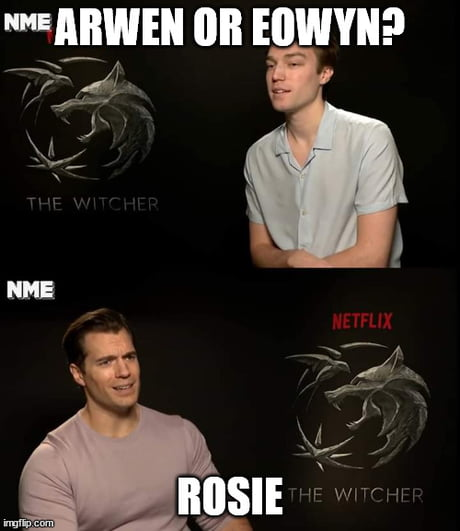 NME
ARWEN OR EOWYN?
THE WITCHER
NME
NETFLIX
ROSIE
THE WITCHER
imgflip.com